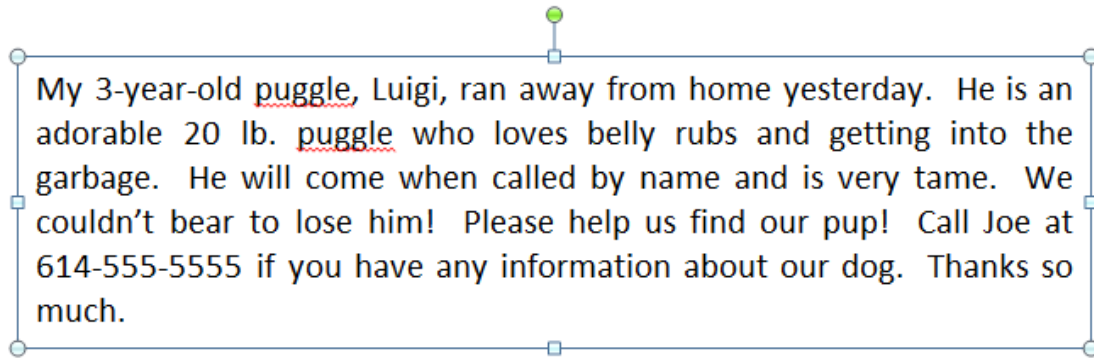 My 3-year-old puggle, Luigi, ran away from home yesterday.  He is an
adorable 20 lb. puggle who loves belly rubs and getting into the
garbage.  He will come when called by name and is very tame.  We
couldn’t bear to lose him!  Please help us find our pup!  Call Joe at
614-555-5555 if you have any information about our dog.  Thanks so
much.